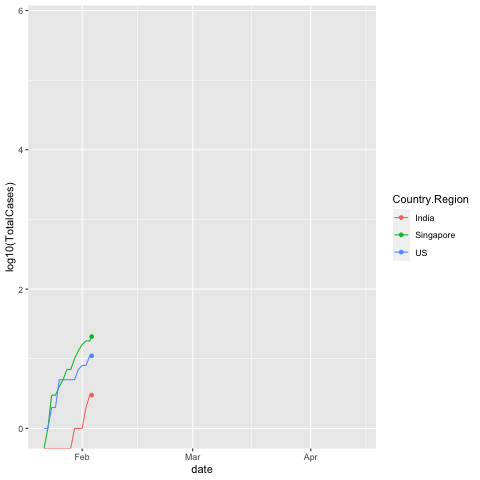 6
4
2
0
log10(TotalCases)
Feb
Mar
Apr
date
Country.Region
India
Singapore
US